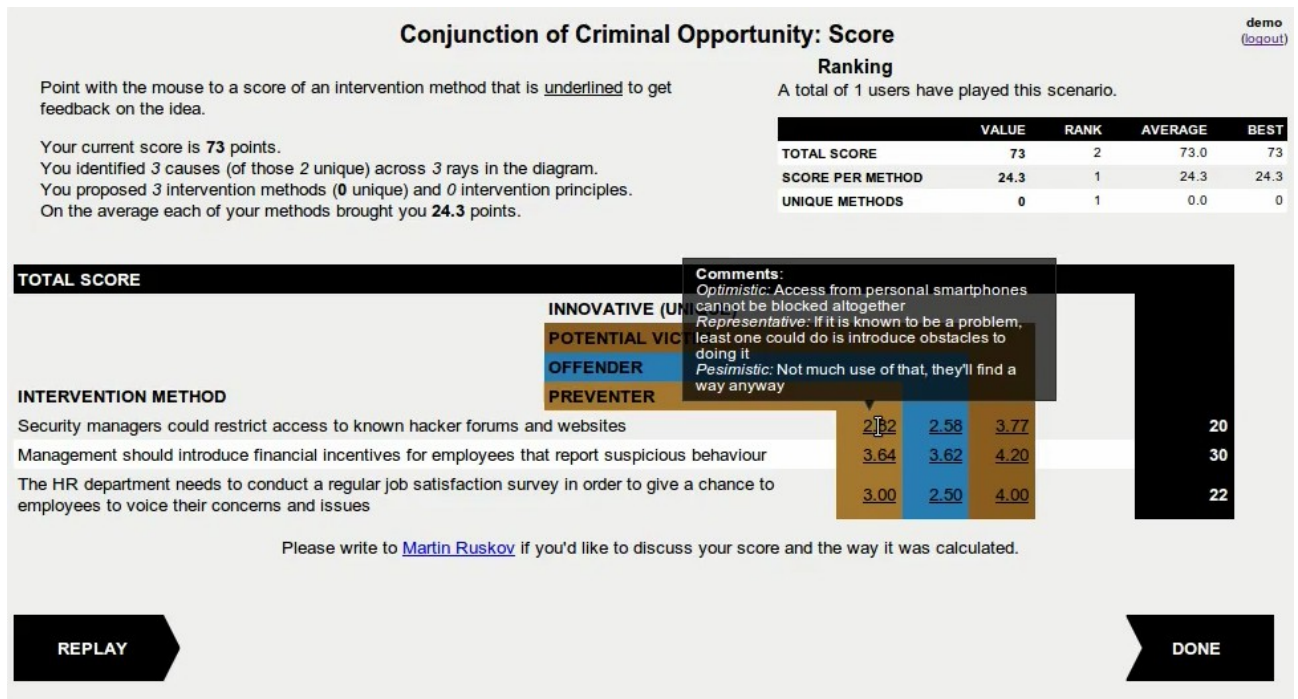 Conjunction of Criminal Opportunity: Score
demo
(logout)
Point with the mouse to a score of an intervention method that is underlined to get
feedback on the idea.
Your current score is 73 points.
You identified 3 causes (of those 2 unique) across 3 rays in the diagram.
You proposed 3 intervention methods (0 unique) and 0 intervention principles.
On the average each of your methods brought you 24.3 points.
Ranking
A total of 1 users have played this scenario.
VALUE RANK AVERAGE BEST
TOTAL SCORE 73 2 73.0 73
SCORE PER METHOD 24.3 1 24.3 24.3
UNIQUE METHODS 0 1 0.0 0
TOTAL SCORE
Comments:
Optimistic: Access from personal smartphones
cannot be blocked altogether
Representative: If it is known to be a problem,
least one could do is introduce obstacles to
doing it
Pesimistic: Not much use of that, they'll find a
way anyway
INNOVATIVE
POTENTIAL
OFFENDER
INTERVENTION METHOD PREVENTER
Security managers could restrict access to known hacker forums and websites 2.58 3.77 20
Management should introduce financial incentives for employees that report suspicious behaviour 3.64 3.62 4.20 30
The HR department needs to conduct a regular job satisfaction survey in order to give a chance to
employees to voice their concerns and issues 3.00 2.50 4.00 22
Please write to Martin Ruskov if you'd like to discuss your score and the way it was calculated.
REPLAY
DONE